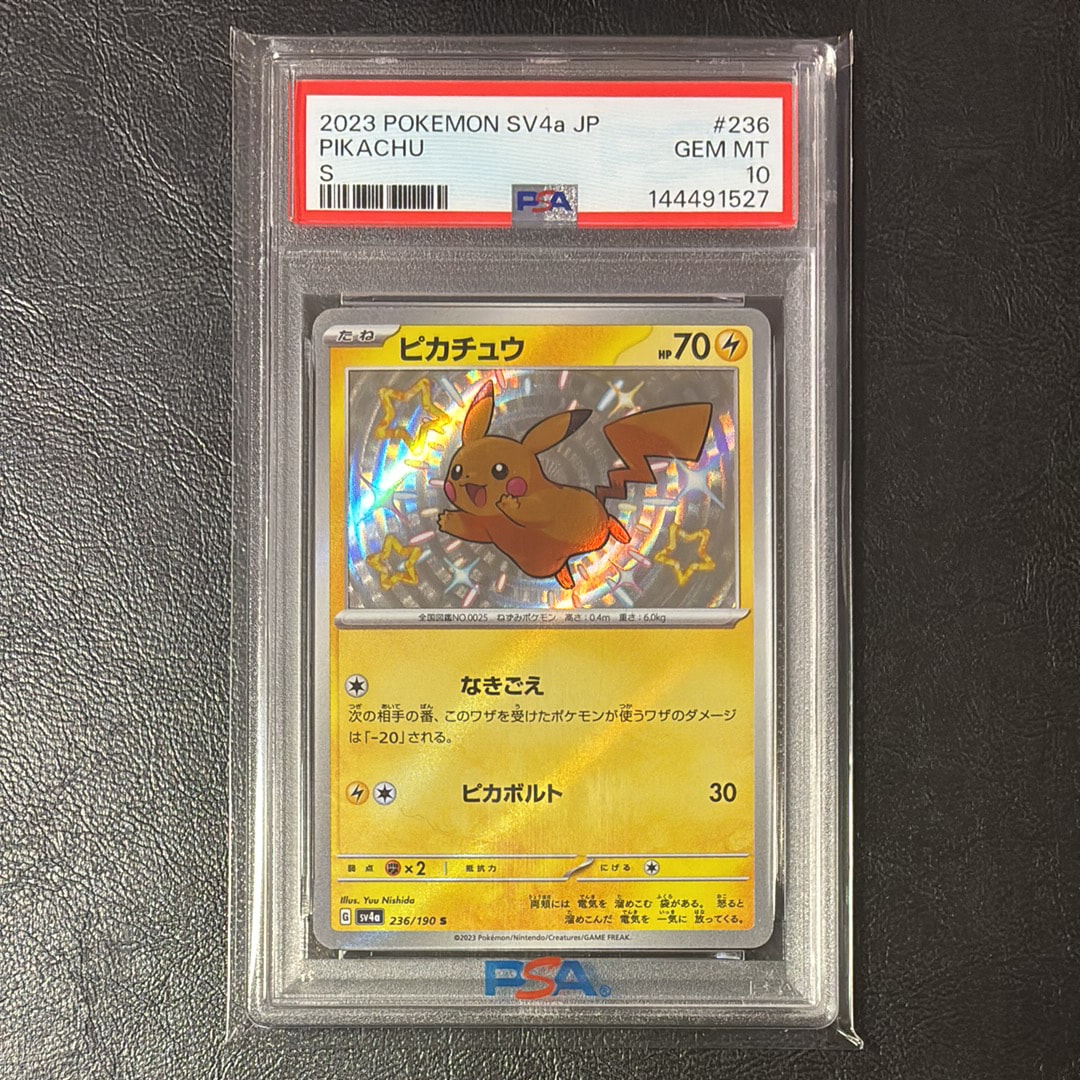 2023 POKEMON SV4a JP #236
PIKACHU GEM MT
S 10
PSA 144491527
たね ピカチュウ HP70
全国図鑑NO.0025 ねずみポケモン 高さ:0.4m 重さ:6.0kg
なきごえ
次の相手の番、このワザを受けたポケモンが使うワザのダメージ
は「-20」される。
ピカボルト 30
弱点 ×2 抵抗力 にげる
Illus. Yuu Nishida
両頬には 電気を 溜めこむ 袋がある。 怒ると
G sv4a 236/190 S
溜めこんだ 電気を 一気に 放ってくる。
©2023 Pokémon/Nintendo/Creatures/GAME FREAK.
PSA®